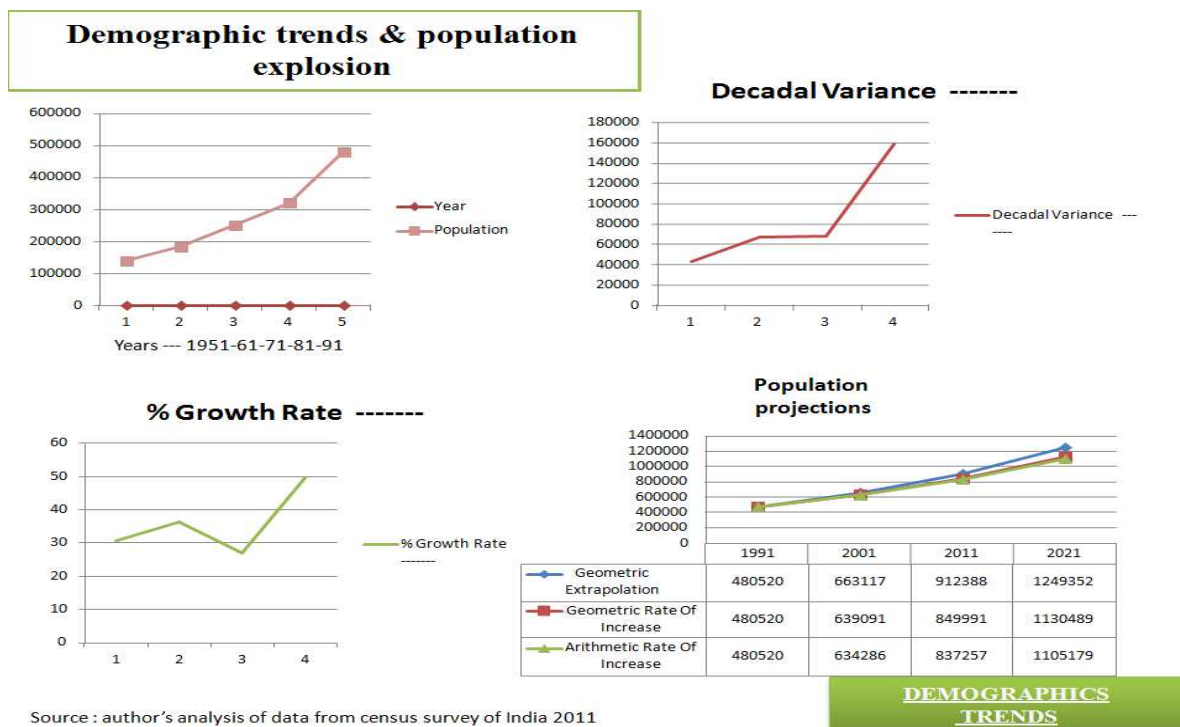 Demographic trends & population
explosion
600000
500000
400000
300000
200000
100000
0
1 2 3 4 5
Years --- 1951-61-71-81-91
Year
Population
Decadal Variance -------
180000
160000
140000
120000
100000
80000
60000
40000
20000
0
1 2 3 4
Decadal Variance ---
-----
% Growth Rate -------
60
50
40
30
20
10
0
1 2 3 4
% Growth Rate
-------
Population
projections
1400000
1200000
1000000
800000
600000
400000
200000
0
1991 2001 2011 2021
Geometric
Extrapolation
480520 663117 912388 1249352
Geometric Rate Of
Increase
480520 639091 849991 1130489
Arithmetic Rate Of
Increase
480520 634286 837257 1105179
Source : author's analysis of data from census survey of India 2011
DEMOGRAPHICS
TRENDS